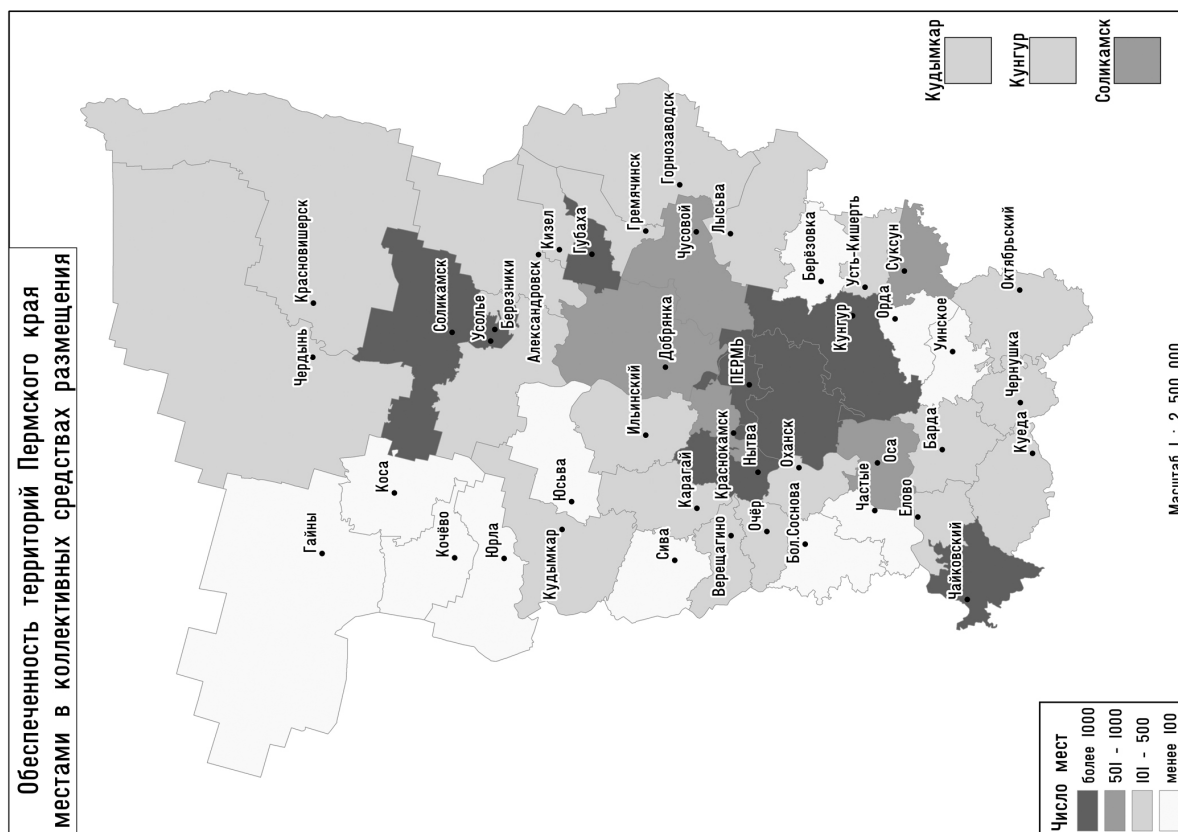 Обеспеченность территорий Пермского края
местами в коллективных средствах размещения
Красновишерск
Чердынь
Гайны
Коса
Соликамск
Кочёво
Усолье
Березники
Юрла
Александровск
Кизел
Губаха
Кудымкар
Юсьва
Ильинский
Гремячинск
Добрянка
Горнозаводск
Сива
Карагай
Чусовой
Лысьва
Верещагино
Краснокамск
ПЕРМЬ
Нытва
Очёр
Оханск
Бол.Соснова
Берёзовка
Кунгур
Усть-Кишерть
Частые
Оса
Орда
Суксун
Елово
Барда
Уинское
Чайковский
Чернушка
Октябрьский
Куеда
Кудымкар
Кунгур
Соликамск
Число мест
более 1000
501 - 1000
101 - 500
менее 100
Масштаб 1 : 2 500 000